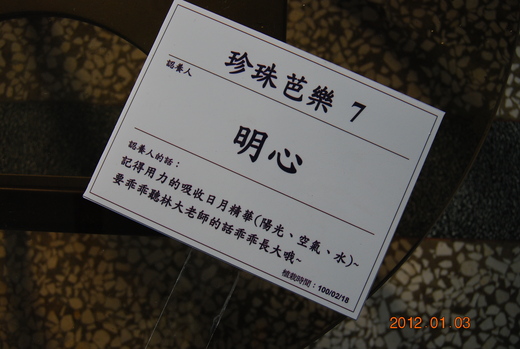 珍珠芭樂 7
認養人
明心
認養人的話：
記得用力的吸收日月精華(陽光、空氣、水)~
要乖乖聽林大老師的話乖乖長大哦~
植栽時間：100/02/18
2012.01.03